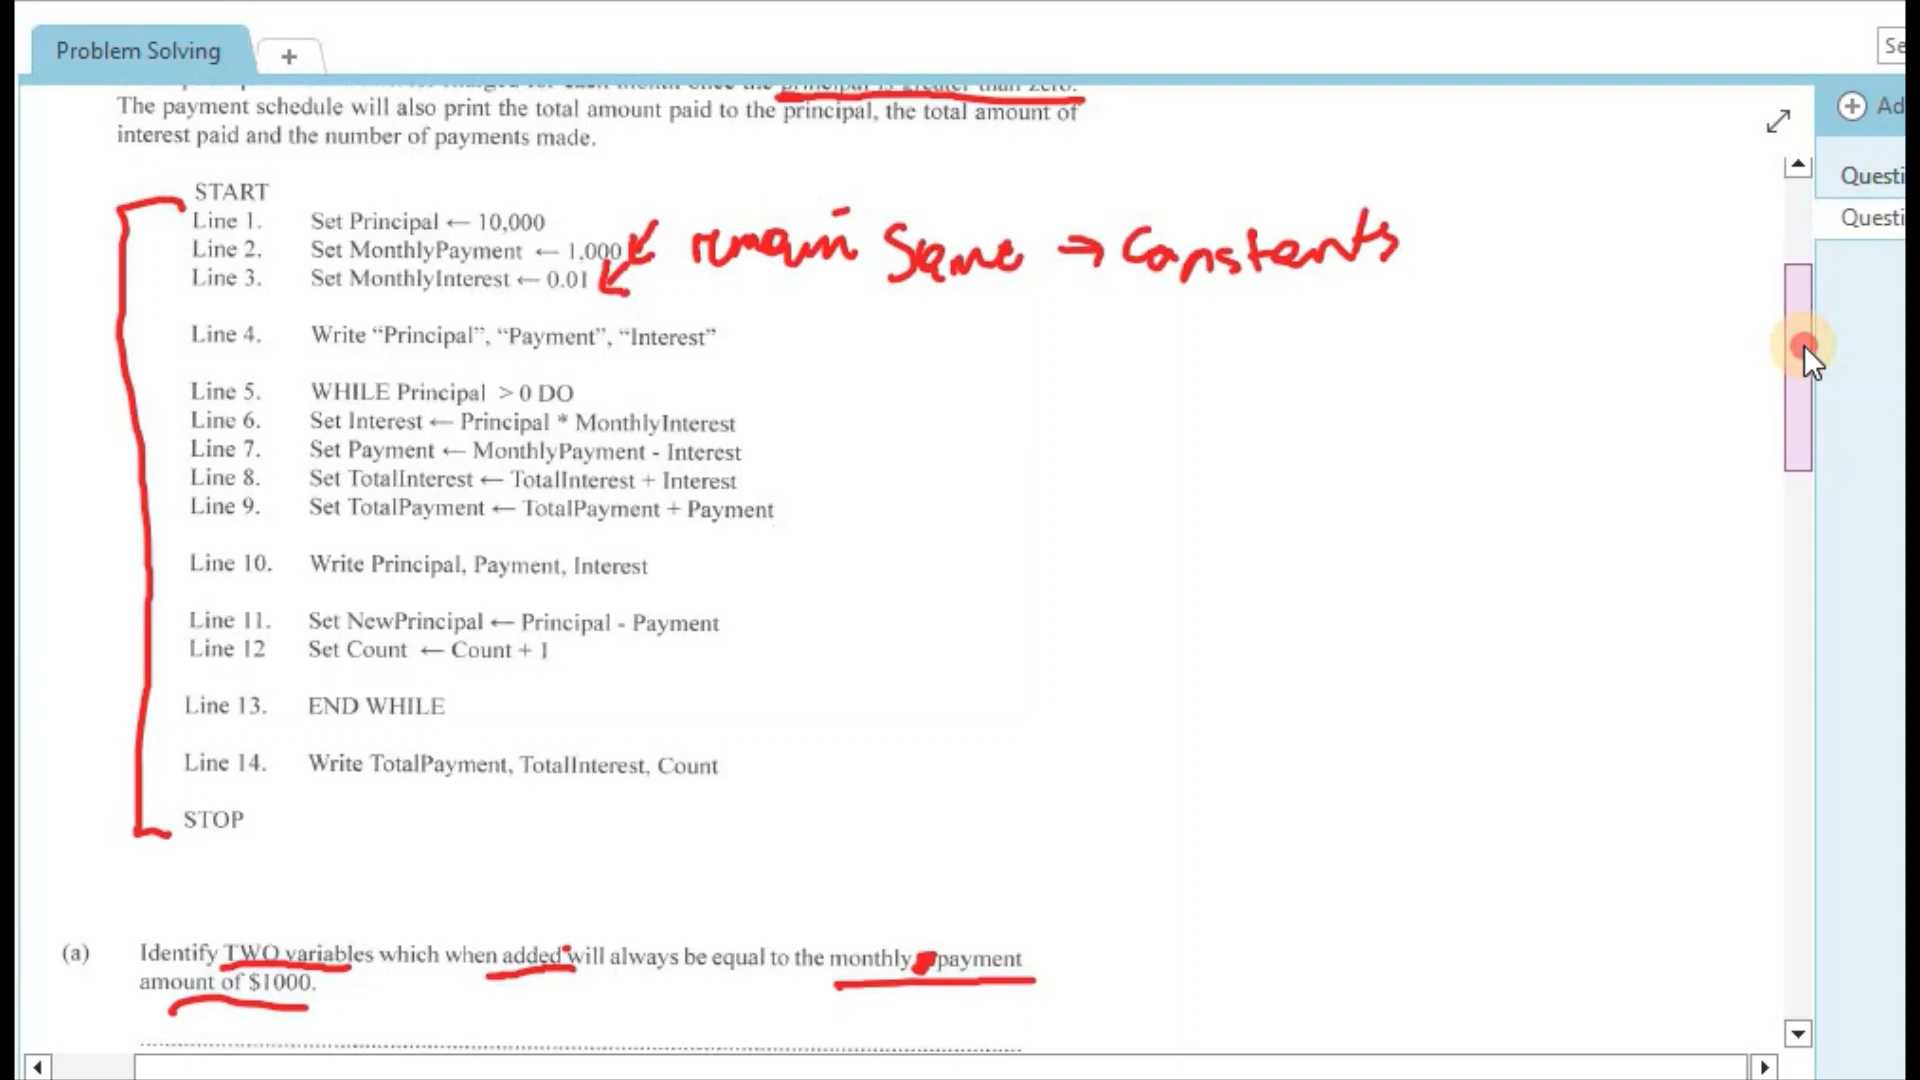 Problem Solving
+
Se
principal is greater than zero.
The payment schedule will also print the total amount paid to the principal, the total amount of
interest paid and the number of payments made.
Ad
Questi
Questi
START
Line 1. Set Principal ← 10,000
Line 2. Set MonthlyPayment ← 1,000
Line 3. Set MonthlyInterest ← 0.01
remain Same → Constants
Line 4. Write “Principal”, “Payment”, “Interest”
Line 5. WHILE Principal > 0 DO
Line 6. Set Interest ← Principal * MonthlyInterest
Line 7. Set Payment ← MonthlyPayment - Interest
Line 8. Set TotalInterest ← TotalInterest + Interest
Line 9. Set TotalPayment ← TotalPayment + Payment
Line 10. Write Principal, Payment, Interest
Line 11. Set NewPrincipal ← Principal - Payment
Line 12 Set Count ← Count + 1
Line 13. END WHILE
Line 14. Write TotalPayment, TotalInterest, Count
STOP
(a) Identify TWO variables which when added will always be equal to the monthly payment
amount of $1000.